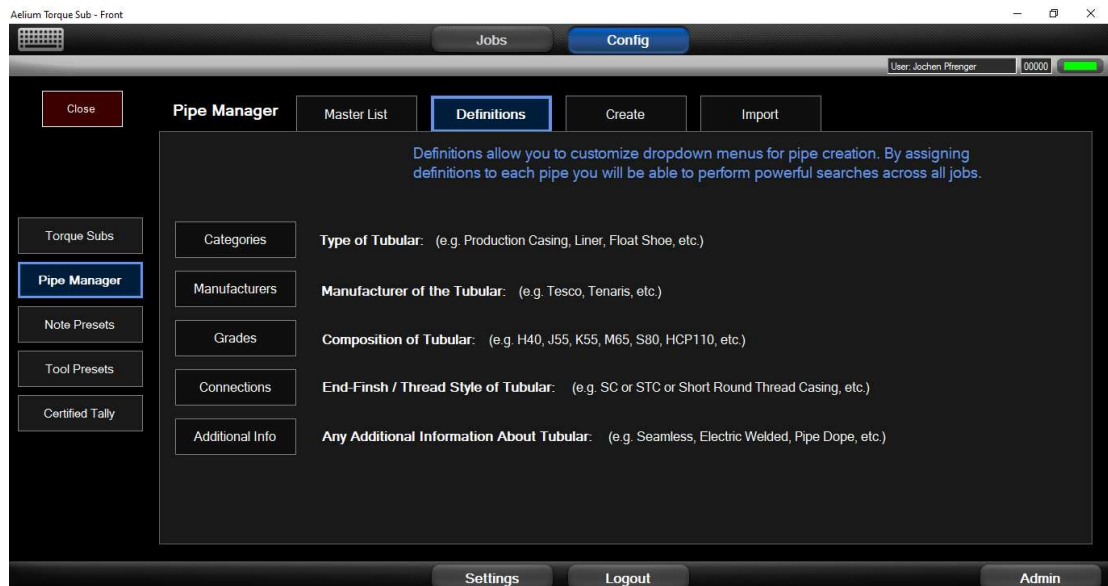 Aelium Torque Sub - Front
Jobs
Config
User: Jochen Pfrenger
00000
Close
Pipe Manager
Master List
Definitions
Create
Import
Definitions allow you to customize dropdown menus for pipe creation. By assigning
definitions to each pipe you will be able to perform powerful searches across all jobs.
Torque Subs
Pipe Manager
Note Presets
Tool Presets
Certified Tally
Categories
Type of Tubular: (e.g. Production Casing, Liner, Float Shoe, etc.)
Manufacturers
Manufacturer of the Tubular: (e.g. Tesco, Tenaris, etc.)
Grades
Composition of Tubular: (e.g. H40, J55, K55, M65, S80, HCP110, etc.)
Connections
End-Finsh / Thread Style of Tubular: (e.g. SC or STC or Short Round Thread Casing, etc.)
Additional Info
Any Additional Information About Tubular: (e.g. Seamless, Electric Welded, Pipe Dope, etc.)
Settings
Logout
Admin